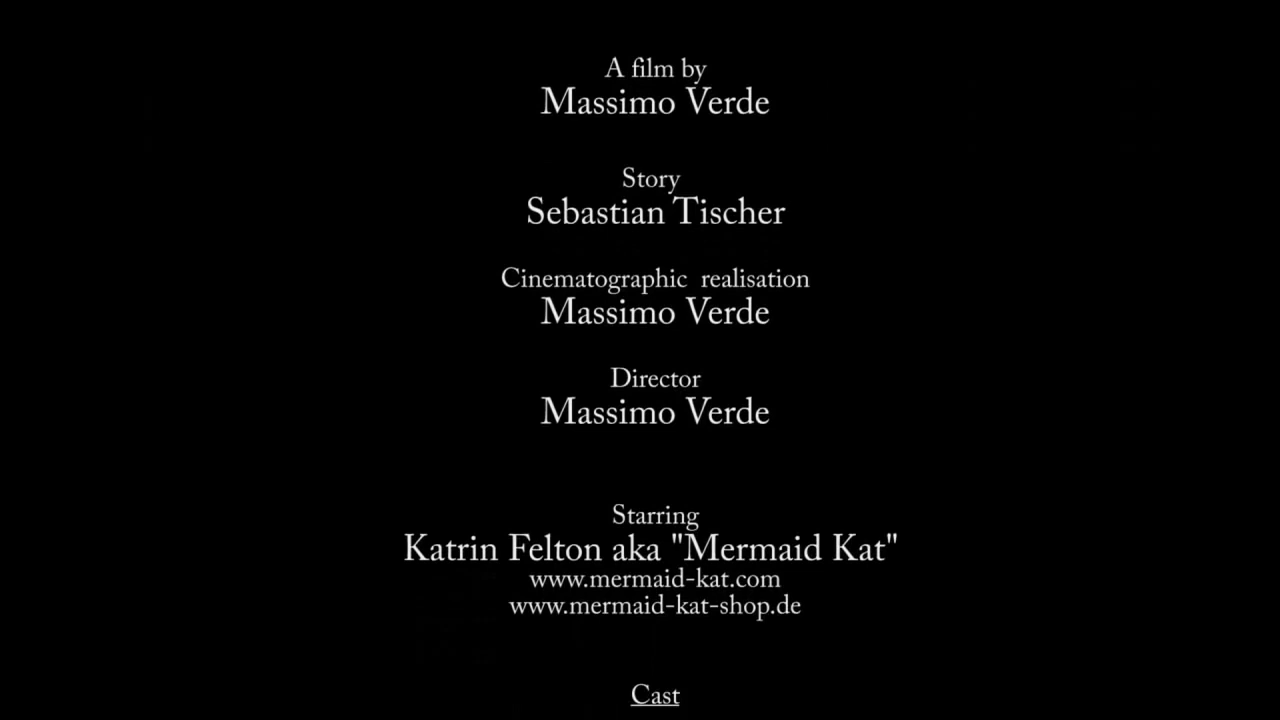 A film by
Massimo Verde
Story
Sebastian Tischer
Cinematographic realisation
Massimo Verde
Director
Massimo Verde
Starring
Katrin Felton aka "Mermaid Kat"
www.mermaid-kat.com
www.mermaid-kat-shop.de
Cast